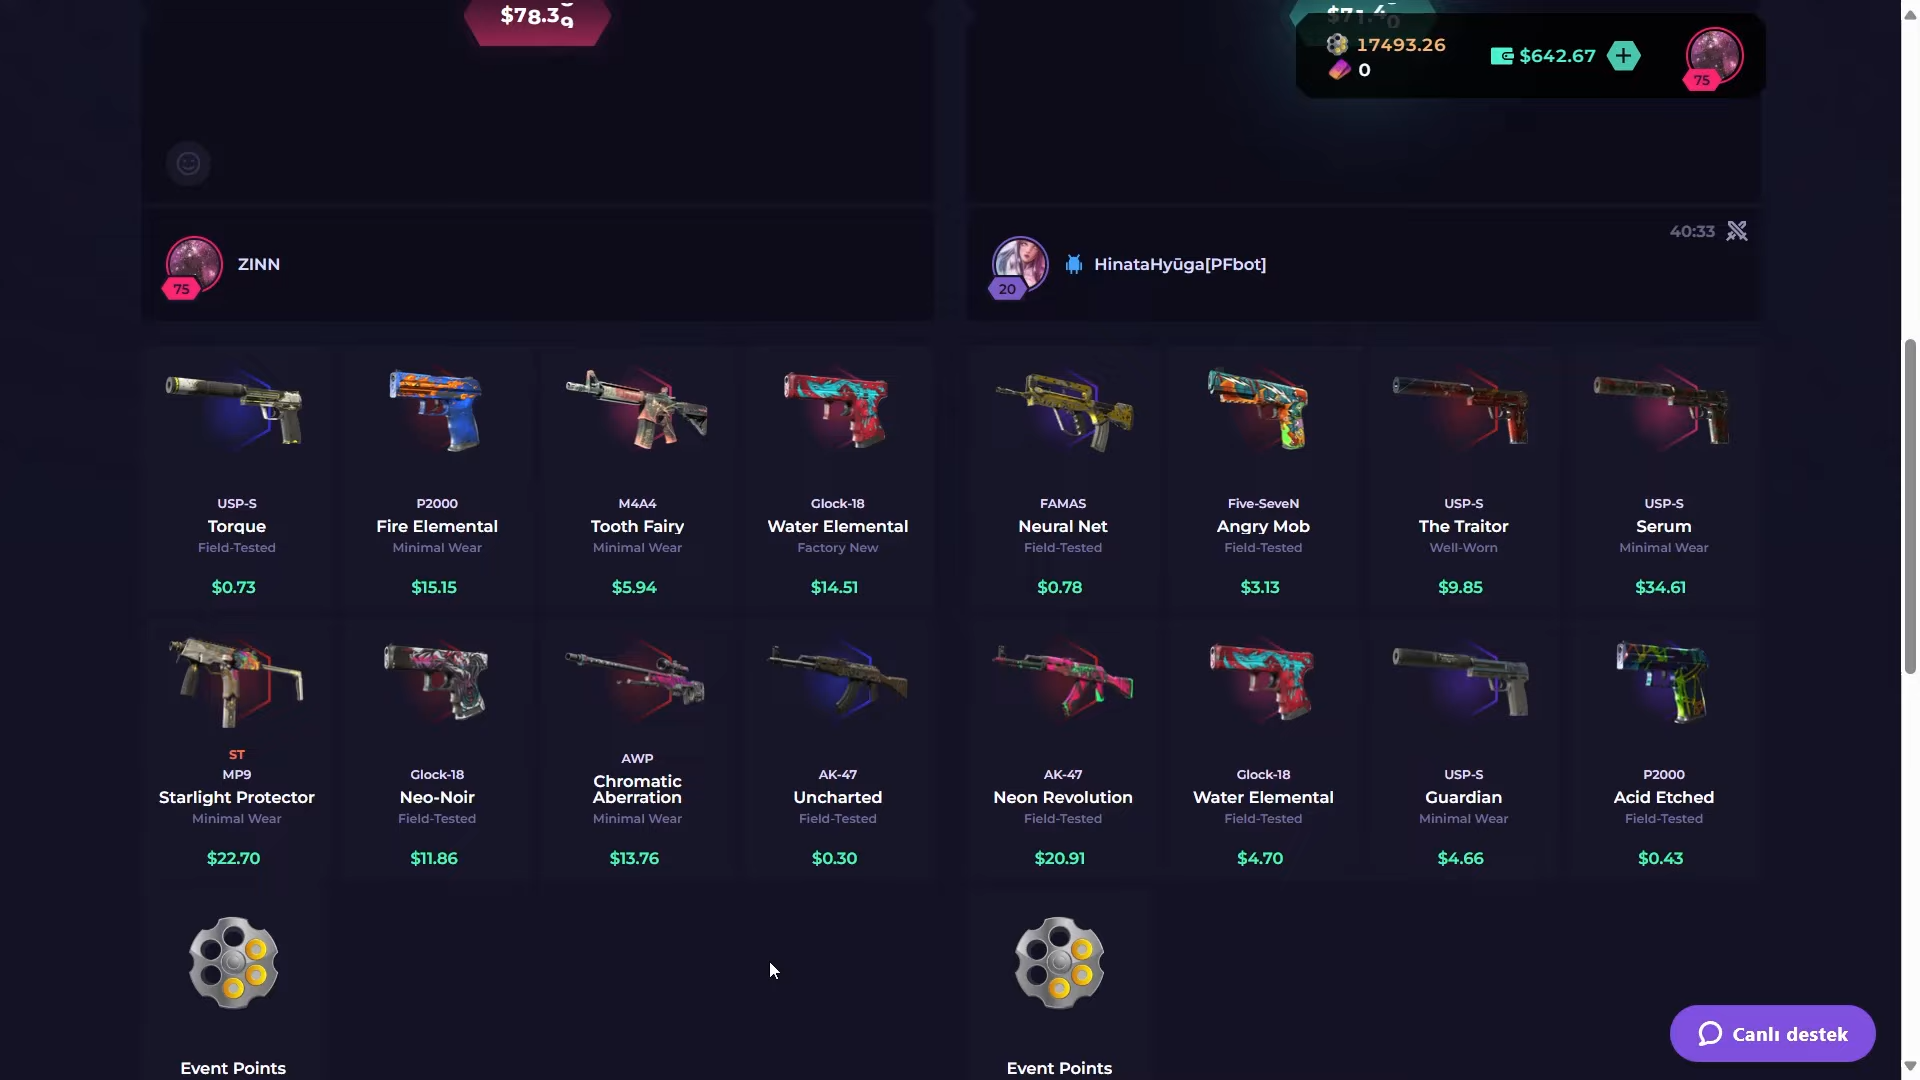 $78.3
17493.26
0
$642.67
75
ZINN
75
HinataHyūga[PFbot]
20
40:33
USP-S
Torque
Field-Tested
$0.73
P2000
Fire Elemental
Minimal Wear
$15.15
M4A4
Tooth Fairy
Minimal Wear
$5.94
Glock-18
Water Elemental
Factory New
$14.51
FAMAS
Neural Net
Field-Tested
$0.78
Five-SeveN
Angry Mob
Field-Tested
$3.13
USP-S
The Traitor
Well-Worn
$9.85
USP-S
Serum
Minimal Wear
$34.61
ST
MP9
Starlight Protector
Minimal Wear
$22.70
Glock-18
Neo-Noir
Field-Tested
$11.86
AWP
Chromatic
Aberration
Minimal Wear
$13.76
AK-47
Uncharted
Field-Tested
$0.30
AK-47
Neon Revolution
Field-Tested
$20.91
Glock-18
Water Elemental
Field-Tested
$4.70
USP-S
Guardian
Minimal Wear
$4.66
P2000
Acid Etched
Field-Tested
$0.43
Event Points
Event Points
Canlı destek